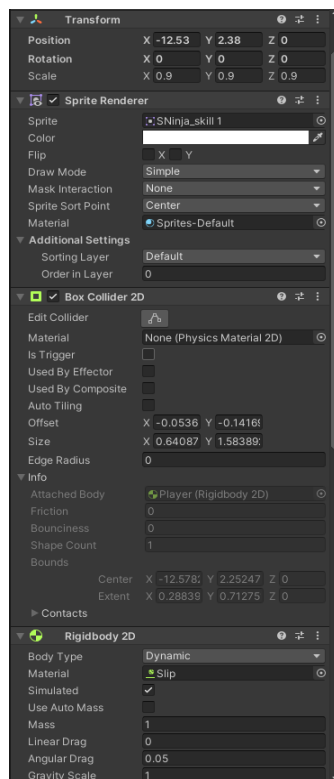 Transform
Position X -12.53 Y 2.38 Z 0
Rotation X 0 Y 0 Z 0
Scale X 0.9 Y 0.9 Z 0.9
Sprite Renderer
Sprite SNinja_skill 1
Color
Flip X Y
Draw Mode Simple
Mask Interaction None
Sprite Sort Point Center
Material Sprites-Default
Additional Settings
Sorting Layer Default
Order in Layer 0
Box Collider 2D
Edit Collider
Material None (Physics Material 2D)
Is Trigger
Used By Effector
Used By Composite
Auto Tiling
Offset X -0.0536 Y -0.1416
Size X 0.64087 Y 1.58389
Edge Radius 0
Info
Attached Body Player (Rigidbody 2D)
Friction 0
Bounciness 0
Shape Count 1
Bounds
Center X -12.578 Y 2.25247 Z 0
Extent X 0.28839 Y 0.71275 Z 0
Contacts
Rigidbody 2D
Body Type Dynamic
Material Slip
Simulated
Use Auto Mass
Mass 1
Linear Drag 0
Angular Drag 0.05
Gravity Scale 1